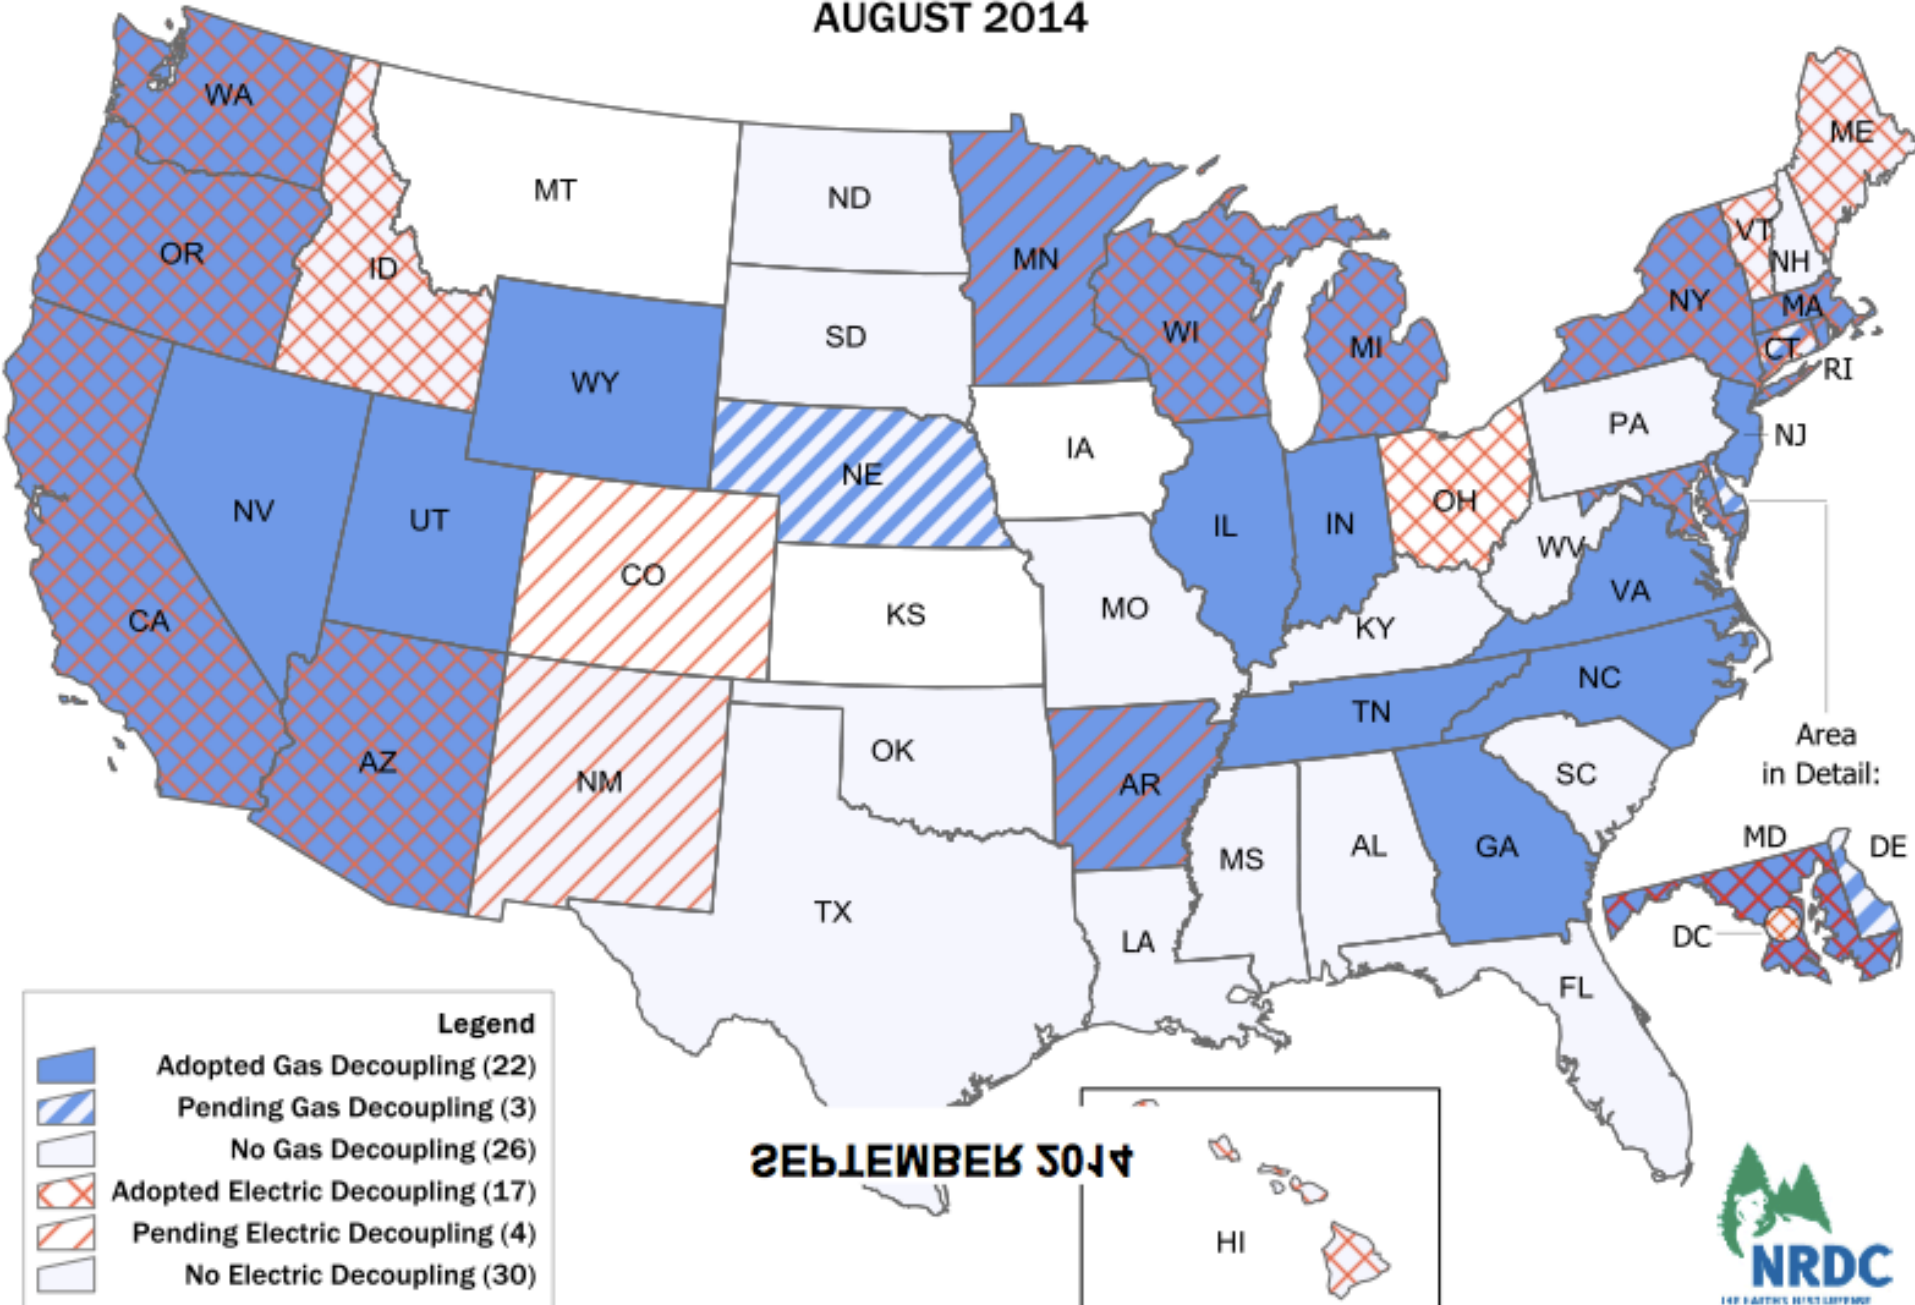 AUGUST 2014
WA
MT
ND
MN
ME
OR
ID
SD
WI
MI
VT
NH
NY
MA
CT
RI
WY
NE
IA
PA
NJ
NV
UT
CO
KS
MO
IL
IN
OH
WV
VA
KY
CA
AZ
NM
OK
AR
TN
NC
SC
TX
LA
MS
AL
GA
FL
Area
in Detail:
MD
DE
DC
Legend
Adopted Gas Decoupling (22)
Pending Gas Decoupling (3)
No Gas Decoupling (26)
Adopted Electric Decoupling (17)
Pending Electric Decoupling (4)
No Electric Decoupling (30)
SEPTEMBER 2014
HI
NRDC